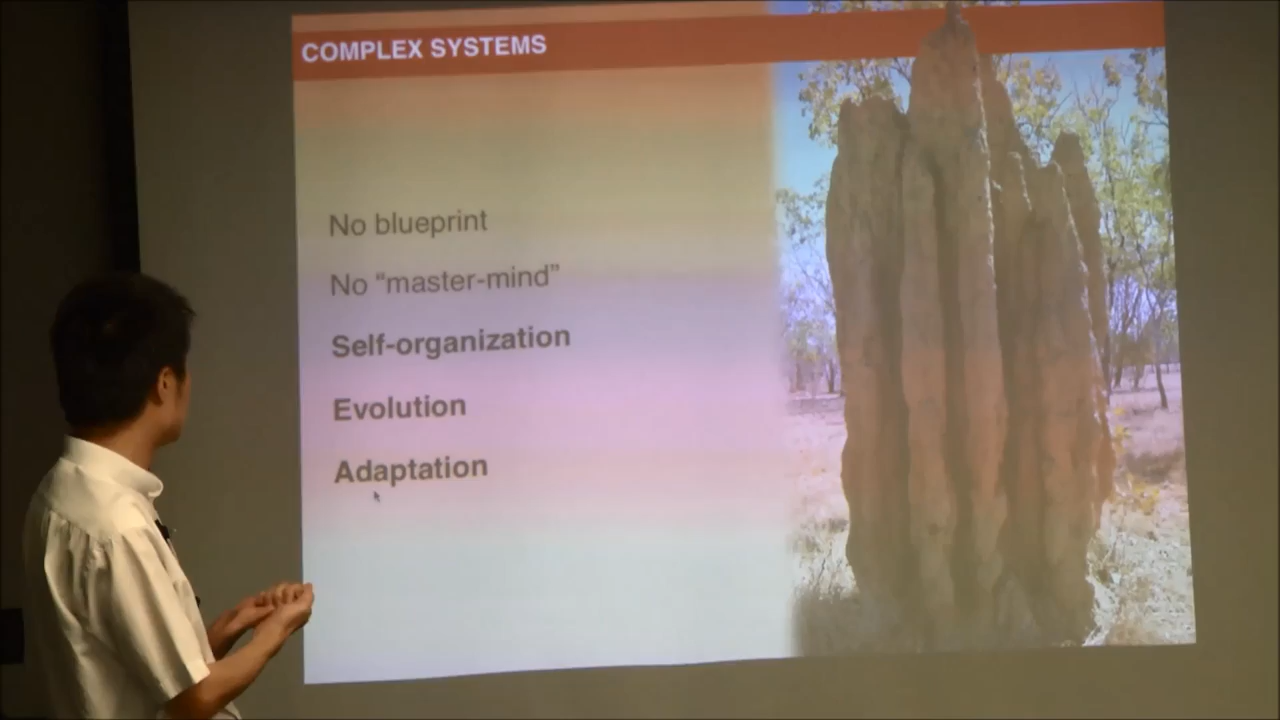 COMPLEX SYSTEMS
No blueprint
No “master-mind”
Self-organization
Evolution
Adaptation